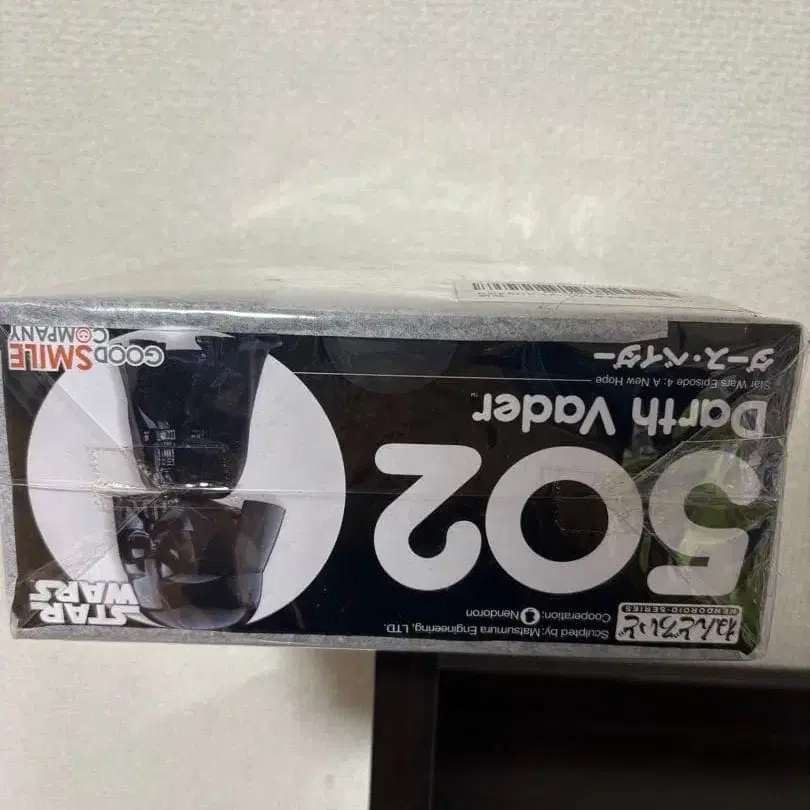 ねんどろいど
NENDOROID SERIES
Sculpted by: Matsumura Engineering, LTD.
Cooperation: Nendoron
STAR
WARS
502
Darth Vader™
Star Wars Episode 4: A New Hope
ダース・ベイダー
GOOD SMILE
COMPANY